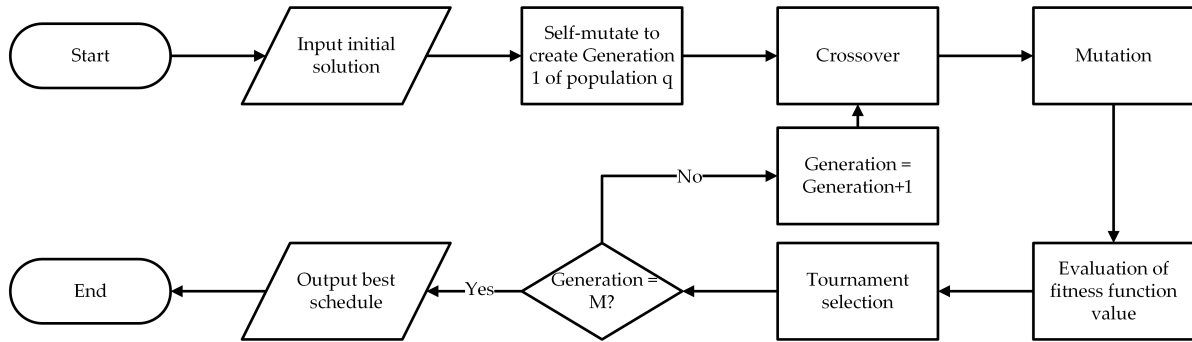 Start
Input initial
solution
Self-mutate to
create Generation
1 of population q
Crossover
Mutation
Generation =
Generation+1
No
End
Output best
schedule
Yes
Generation =
M?
Tournament
selection
Evaluation of
fitness function
value